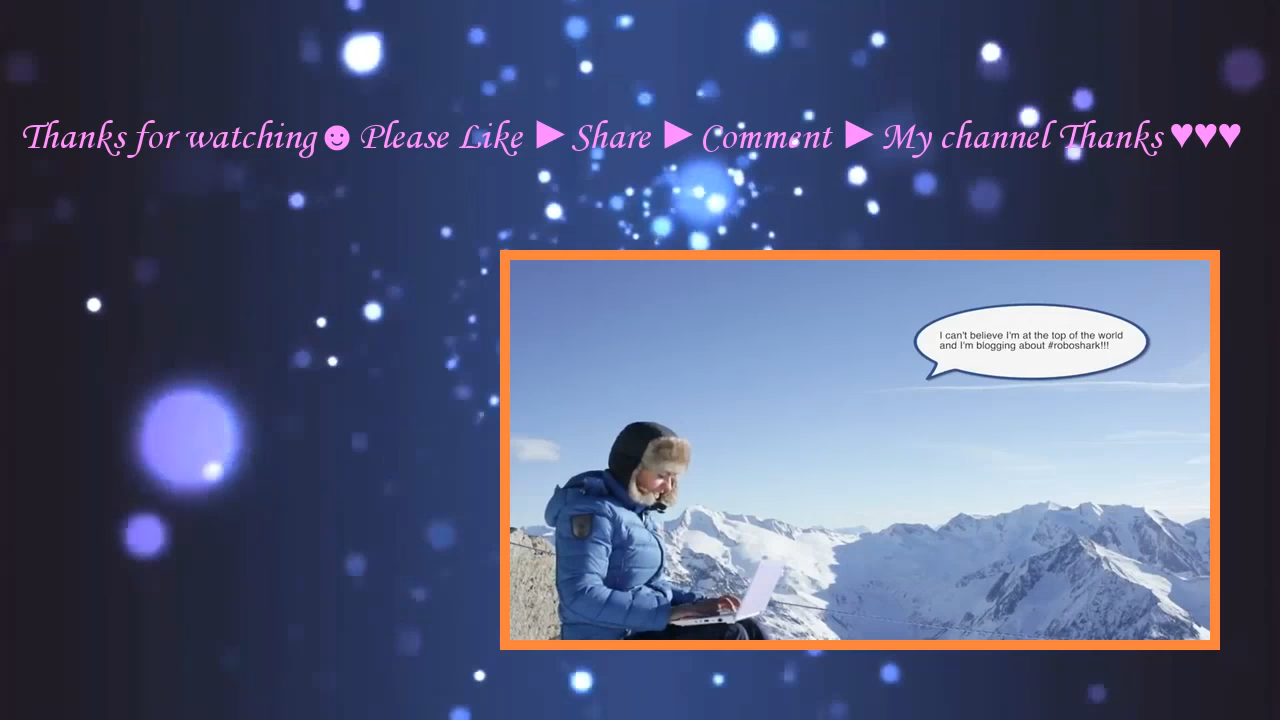 Thanks for watching☻Please Like ►Share ►Comment ►My channel Thanks ♥♥♥
I can't believe I'm at the top of the world
and I'm blogging about #roboshark!!!